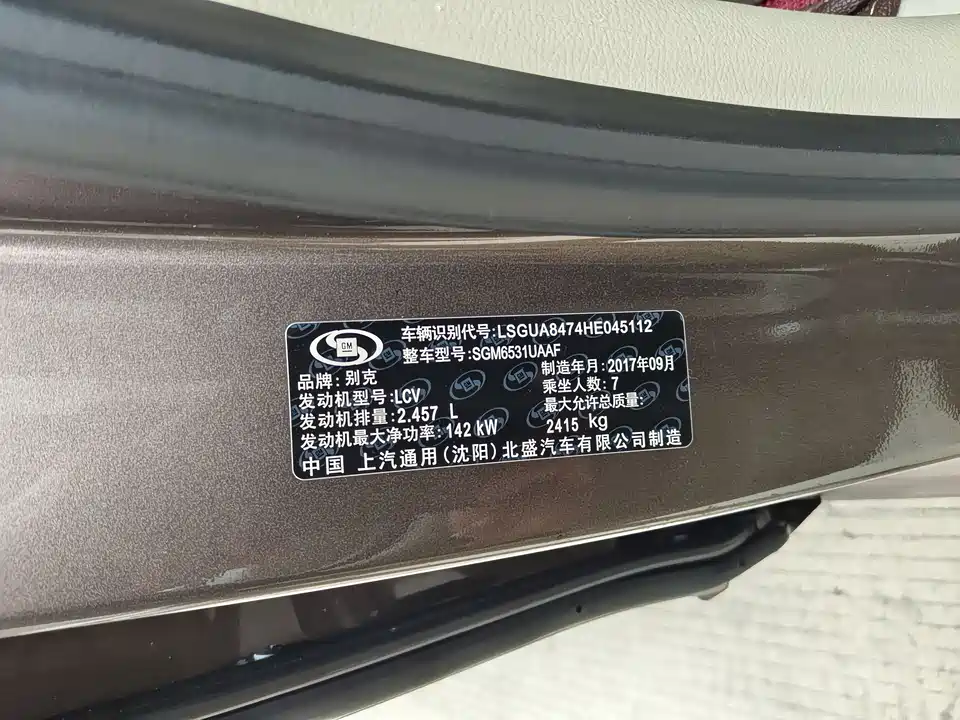 车辆识别代号:LSGUA8474HE045112
GM
整车型号:SGM6531UAAF
品牌:别克
制造年月:2017年09月
发动机型号:LCV
乘坐人数:7
发动机排量:2.457 L
最大允许总质量:
发动机最大净功率:142 kW
2415 kg
中国 上汽通用(沈阳)北盛汽车有限公司制造